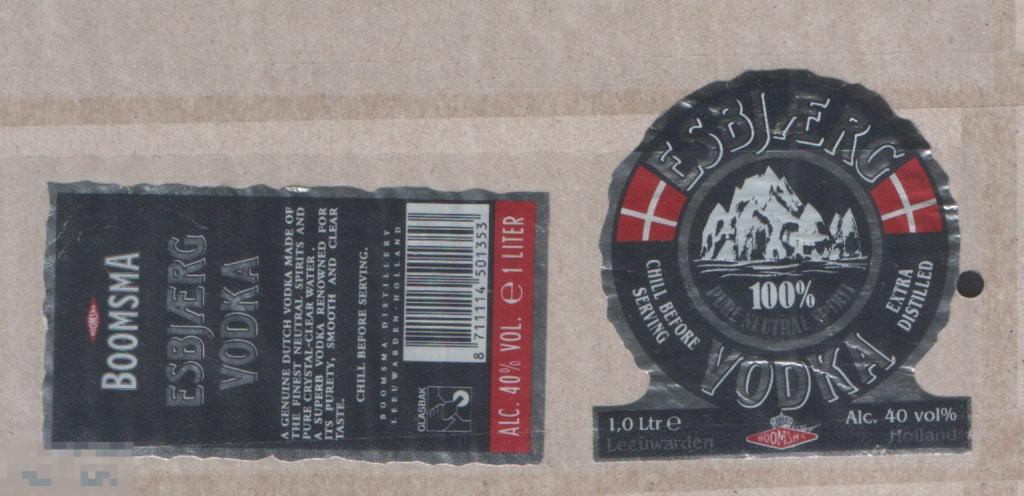 BOOMSMA
BOOMSMA
ESBJÆRG
VODKA
A GENUINE DUTCH VODKA MADE OF
THE FINEST NEUTRAL SPIRITS AND
PURE CRYSTAL-CLEAR WATER.
A SUPERB VODKA RENOWNED FOR
ITS PURETY, SMOOTH AND CLEAR
TASTE.
CHILL BEFORE SERVING.
BOOMSMA DISTILLERY
LEEUWARDEN-HOLLAND
GLASBAK
8 711114 501353
ALC. 40% VOL. e 1 LITER
ESBJÆRG
100%
PURE NEUTRAL SPIRIT
CHILL BEFORE
SERVING
EXTRA
DISTILLED
VODKA
1,0 Ltr e
Leeuwarden
BOOMSMA
Alc. 40 vol%
Holland